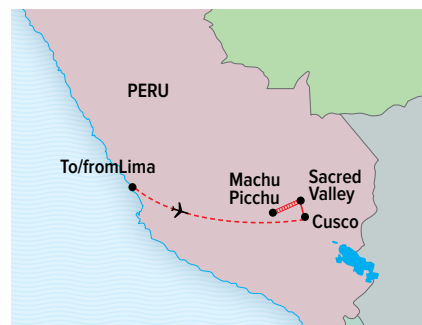 PERU
To/fromLima
Machu
Picchu
Sacred
Valley
Cusco